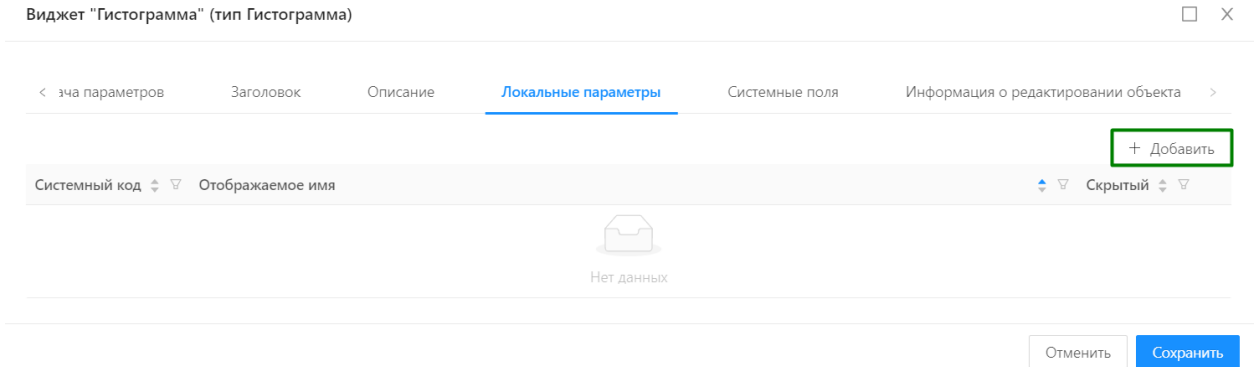 Виджет "Гистограмма" (тип Гистограмма)
ача параметров Заголовок Описание Локальные параметры Системные поля Информация о редактировании объекта
+ Добавить
Системный код Отображаемое имя Скрытый
Нет данных
Отменить Сохранить